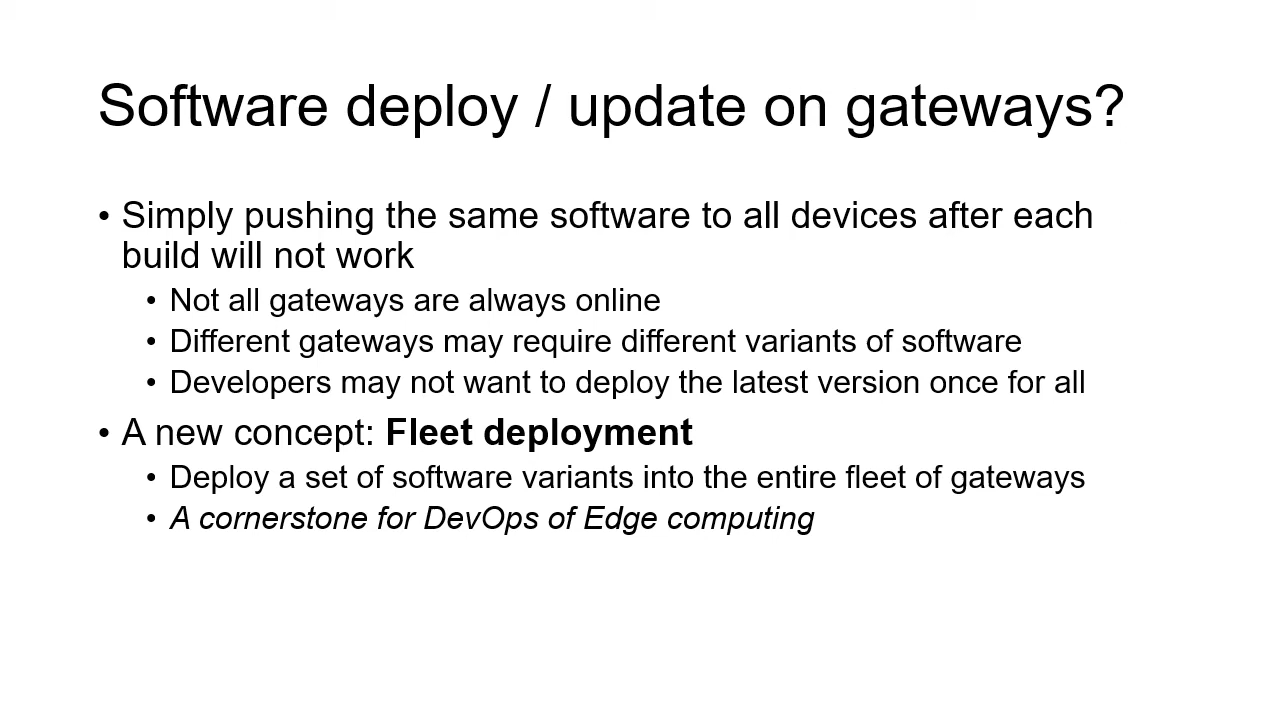 Software deploy / update on gateways?
• Simply pushing the same software to all devices after each
build will not work
• Not all gateways are always online
• Different gateways may require different variants of software
• Developers may not want to deploy the latest version once for all
• A new concept: Fleet deployment
• Deploy a set of software variants into the entire fleet of gateways
• A cornerstone for DevOps of Edge computing